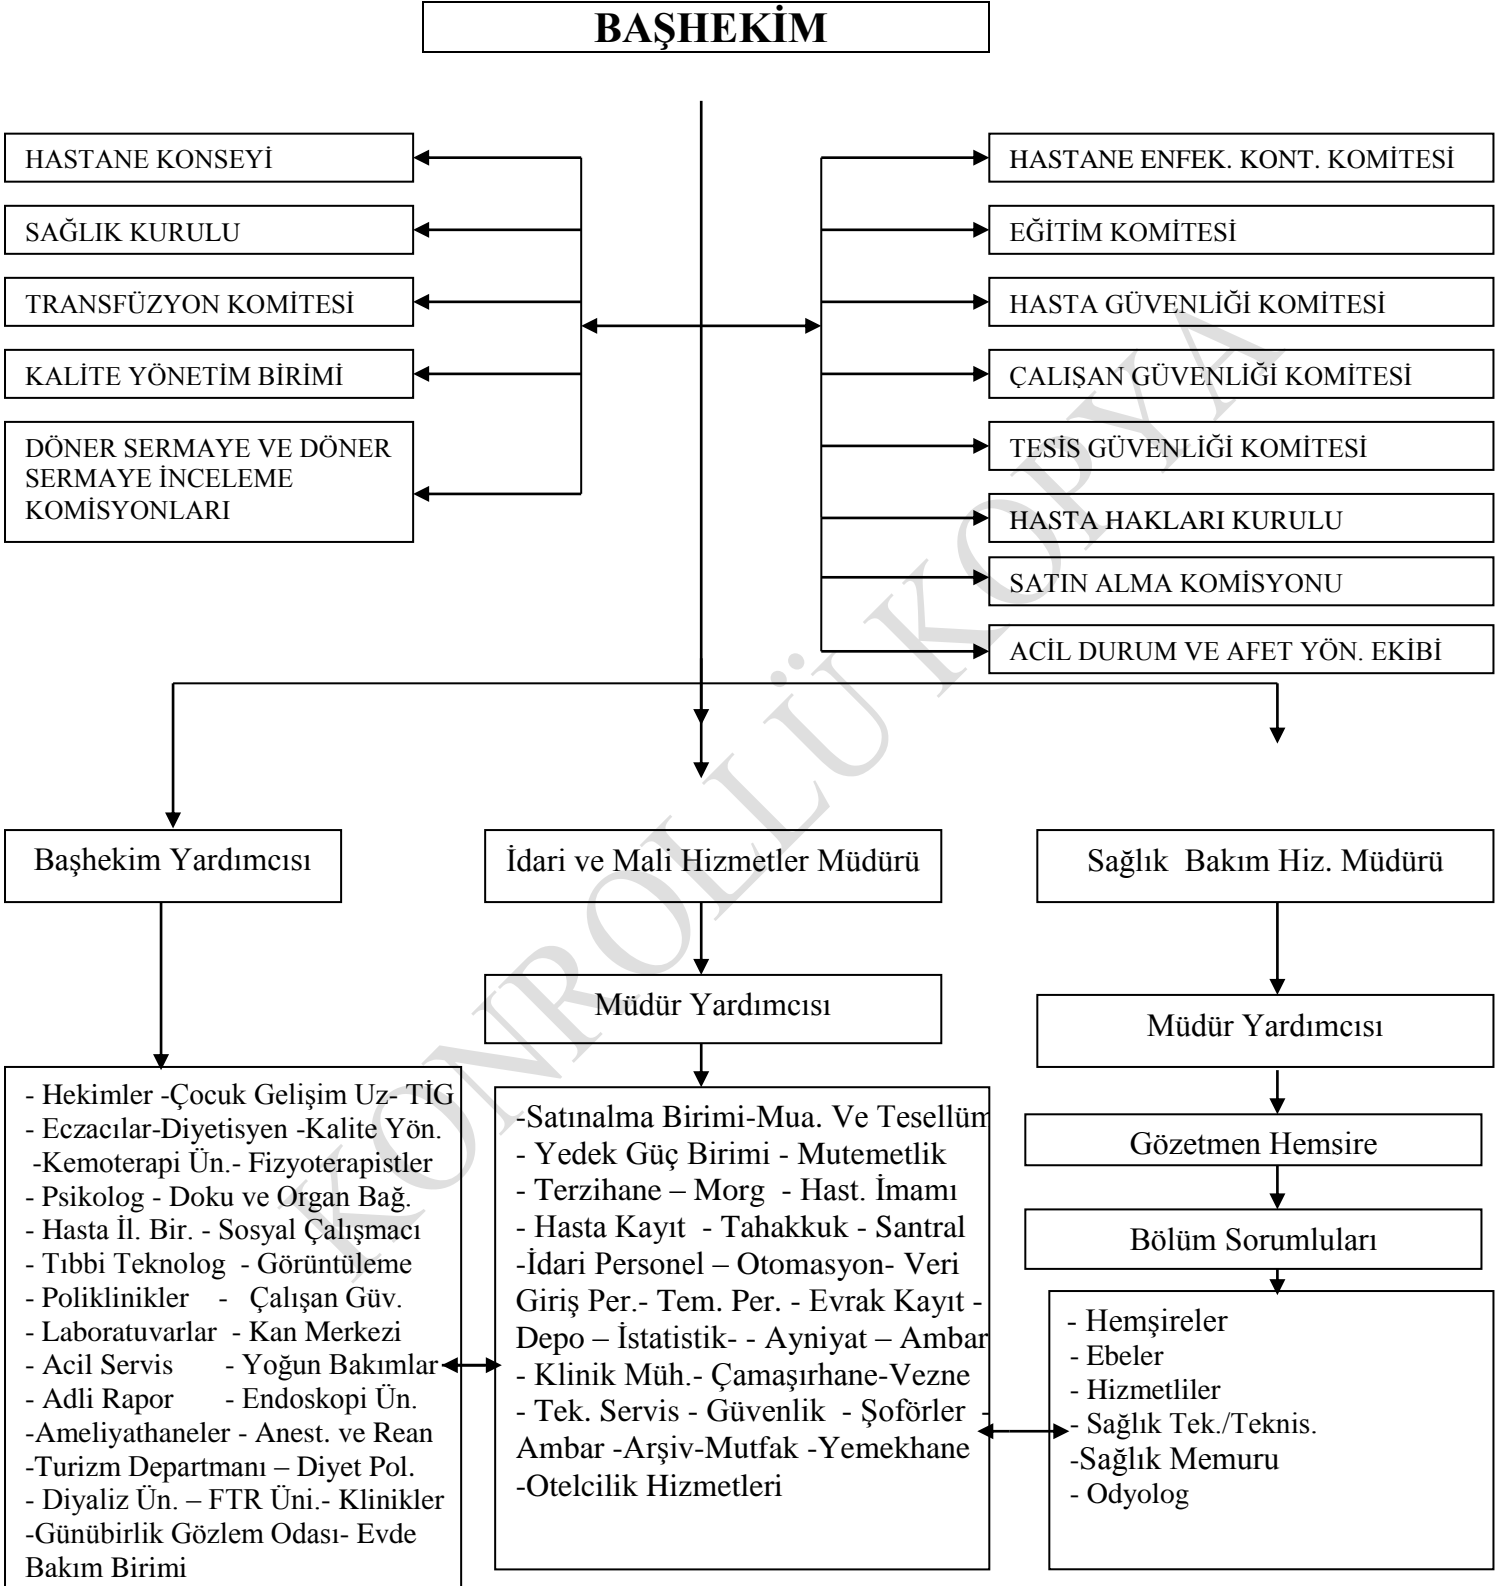 BAŞHEKİM
HASTANE KONSEYİ
SAĞLIK KURULU
TRANSFÜZYON KOMİTESİ
KALİTE YÖNETİM BİRİMİ
DÖNER SERMAYE VE DÖNER
SERMAYE İNCELEME
KOMİSYONLARI
HASTANE ENFEK. KONT. KOMİTESİ
EĞİTİM KOMİTESİ
HASTA GÜVENLİĞİ KOMİTESİ
ÇALIŞAN GÜVENLİĞİ KOMİTESİ
TESİS GÜVENLİĞİ KOMİTESİ
HASTA HAKLARI KURULU
SATIN ALMA KOMİSYONU
ACİL DURUM VE AFET YÖN. EKİBİ
Başhekim Yardımcısı
- Hekimler -Çocuk Gelişim Uz- TİG
- Eczacılar-Diyetisyen -Kalite Yön.
-Kemoterapi Ün.- Fizyoterapistler
- Psikolog - Doku ve Organ Bağ.
- Hasta İl. Bir. - Sosyal Çalışmacı
- Tıbbi Teknolog - Görüntüleme
- Poliklinikler - Çalışan Güv.
- Laboratuvarlar - Kan Merkezi
- Acil Servis - Yoğun Bakımlar
- Adli Rapor - Endoskopi Ün.
-Ameliyathaneler - Anest. ve Rean
-Turizm Departmanı – Diyet Pol.
- Diyaliz Ün. – FTR Üni.- Klinikler
-Günübirlik Gözlem Odası- Evde
Bakım Birimi
İdari ve Mali Hizmetler Müdürü
Müdür Yardımcısı
-Satınalma Birimi-Mua. Ve Tesellüm
- Yedek Güç Birimi - Mutemetlik
- Terzihane – Morg - Hast. İmamı
- Hasta Kayıt - Tahakkuk - Santral
-İdari Personel – Otomasyon- Veri
Giriş Per.- Tem. Per. - Evrak Kayıt -
Depo – İstatistik- - Ayniyat – Ambar
- Klinik Müh.- Çamaşırhane-Vezne
- Tek. Servis - Güvenlik - Şoförler -
Ambar -Arşiv-Mutfak -Yemekhane
-Otelcilik Hizmetleri
Sağlık Bakım Hiz. Müdürü
Müdür Yardımcısı
Gözetmen Hemsire
Bölüm Sorumluları
- Hemşireler
- Ebeler
- Hizmetliler
- Sağlık Tek./Teknis.
-Sağlık Memuru
- Odyolog
KONROLLÜ KOPYA